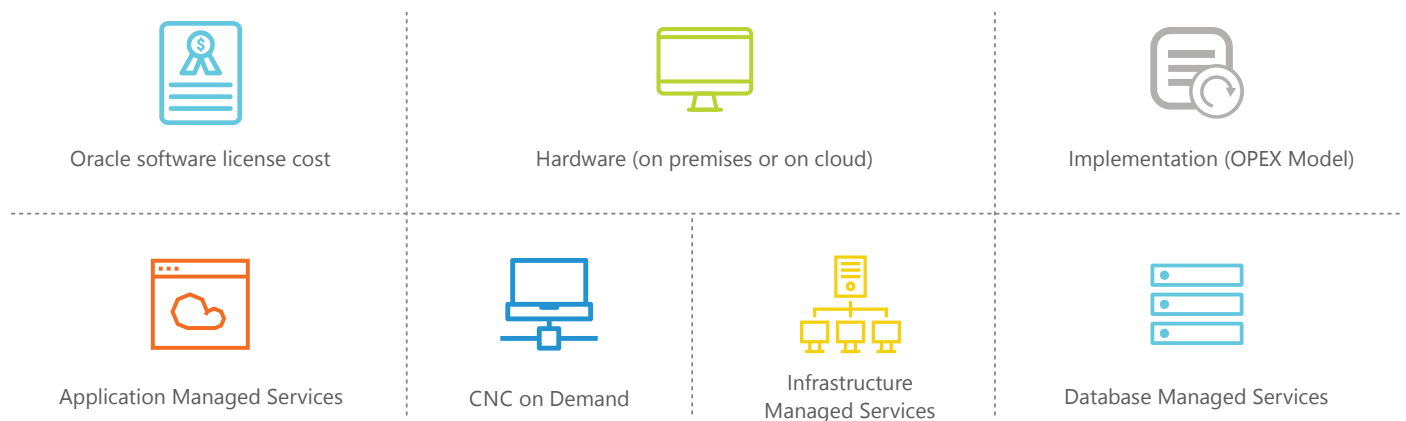 $
Oracle software license cost
Hardware (on premises or on cloud)
Implementation (OPEX Model)
Application Managed Services
CNC on Demand
Infrastructure
Managed Services
Database Managed Services